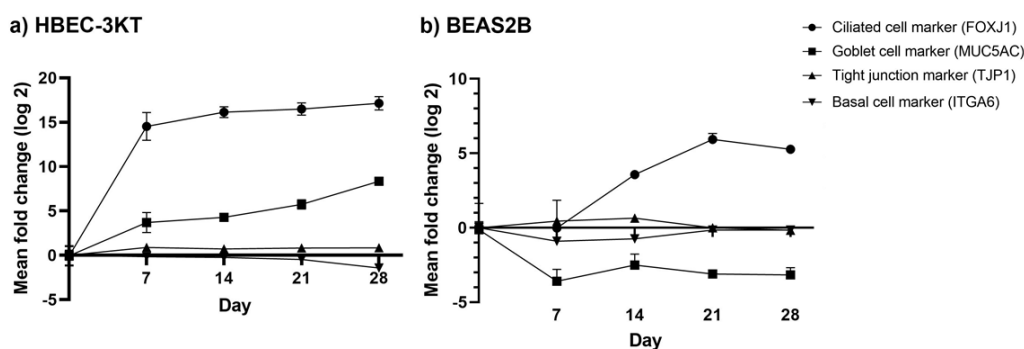 a) HBEC-3KT
b) BEAS2B
Ciliated cell marker (FOXJ1)
Goblet cell marker (MUC5AC)
Tight junction marker (TJP1)
Basal cell marker (ITGA6)
Mean fold change (log 2)
20
15
10
5
0
-5
7 14 21 28
Day
Mean fold change (log 2)
10
5
0
-5
7 14 21 28
Day